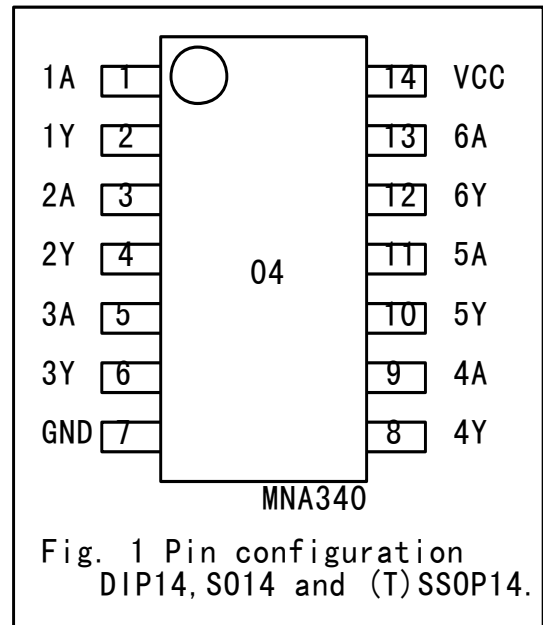 1A 1 14 VCC
1Y 2 13 6A
2A 3 12 6Y
2Y 4 11 5A
04
3A 5 10 5Y
3Y 6 9 4A
GND 7 8 4Y
MNA340
Fig. 1 Pin configuration
DIP14, SO14 and (T)SSOP14.